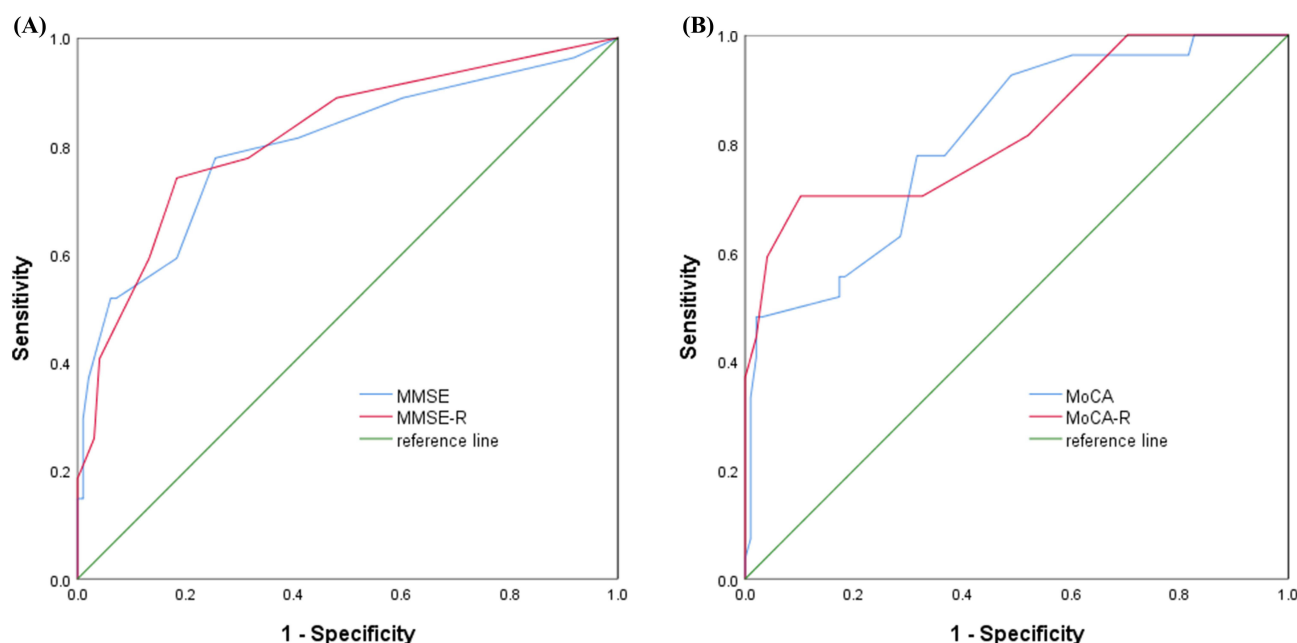 (A)
1.0
0.8
0.6
0.4
0.2
0.0
Sensitivity
MMSE
MMSE-R
reference line
0.0 0.2 0.4 0.6 0.8 1.0
1 - Specificity
(B)
1.0
0.8
0.6
0.4
0.2
0.0
Sensitivity
MoCA
MoCA-R
reference line
0.0 0.2 0.4 0.6 0.8 1.0
1 - Specificity